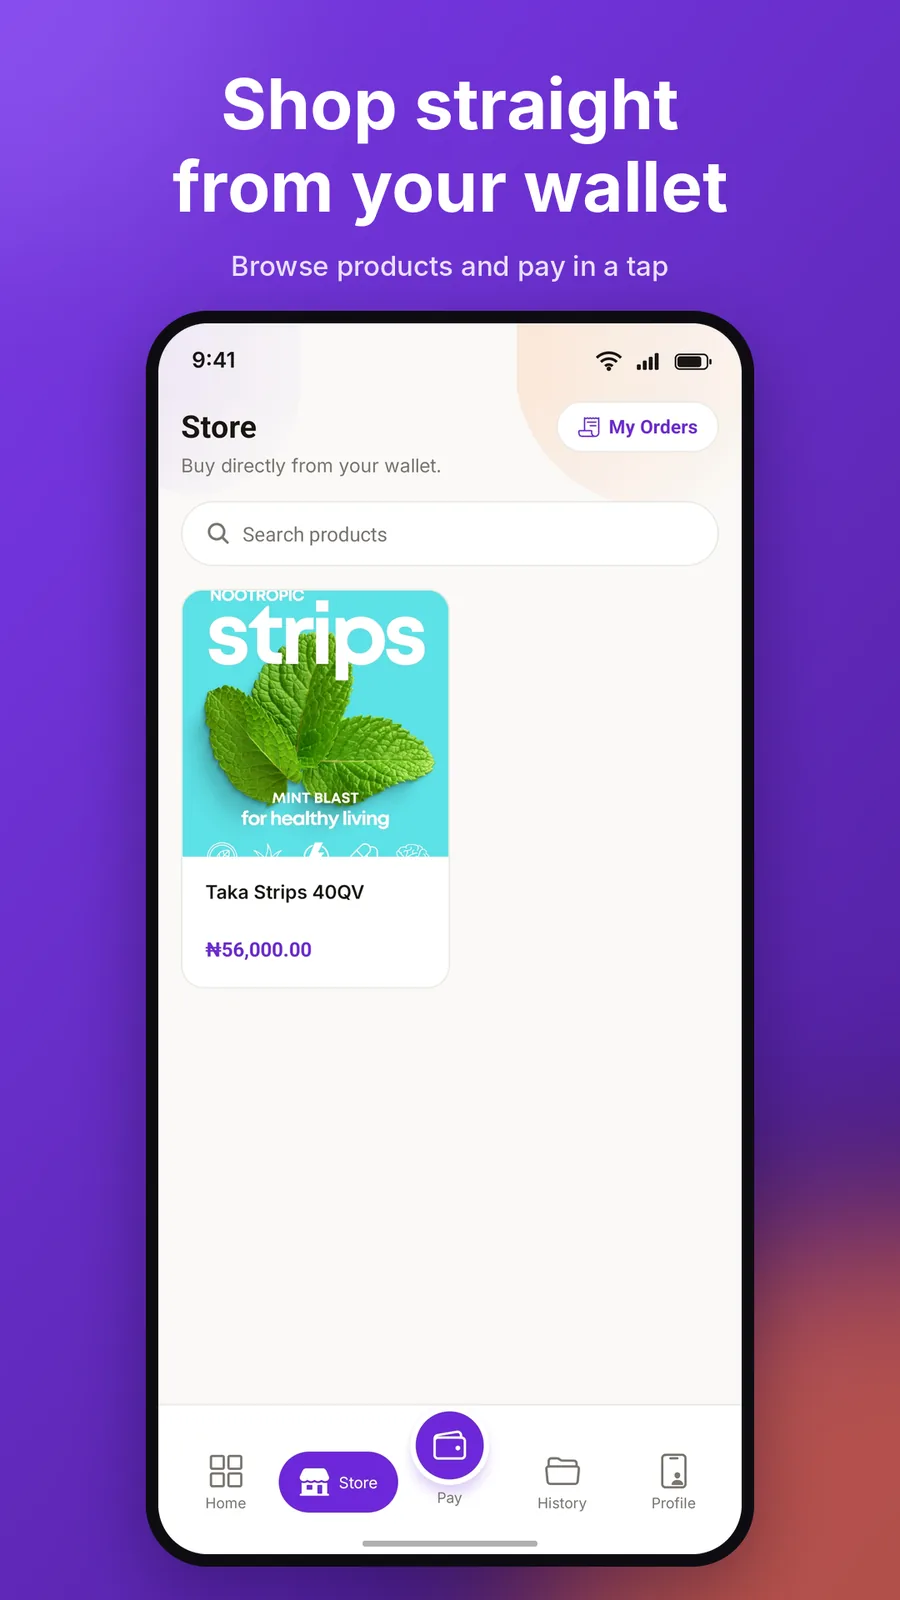 Shop straight
from your wallet
Browse products and pay in a tap
9:41
Store
My Orders
Buy directly from your wallet.
Search products
NOOTROPIC
strips
MINT BLAST
for healthy living
Taka Strips 40QV
₦56,000.00
Home
Store
Pay
History
Profile